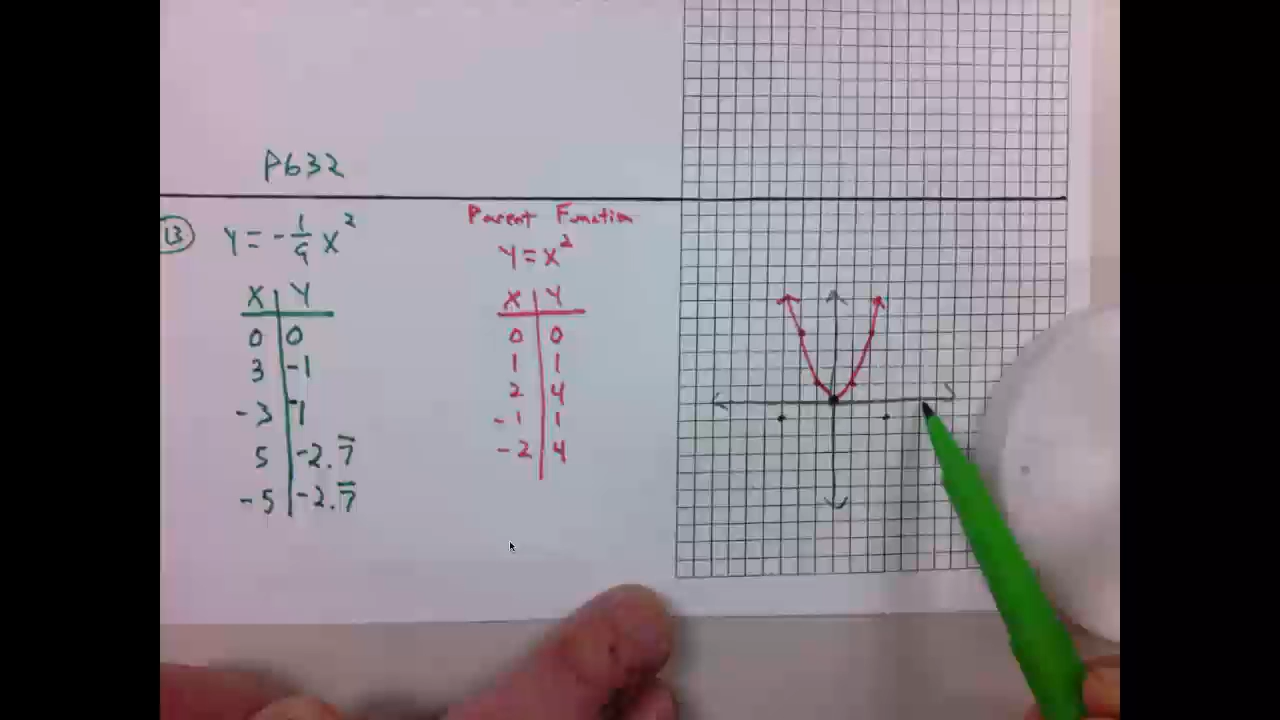 P632
13 Y = -1/9 X²
X Y
0 0
3 -1
-3 -1
5 -2.7̅
-5 -2.7̅
Parent Function
Y = X²
X Y
0 0
1 1
2 4
-1 1
-2 4